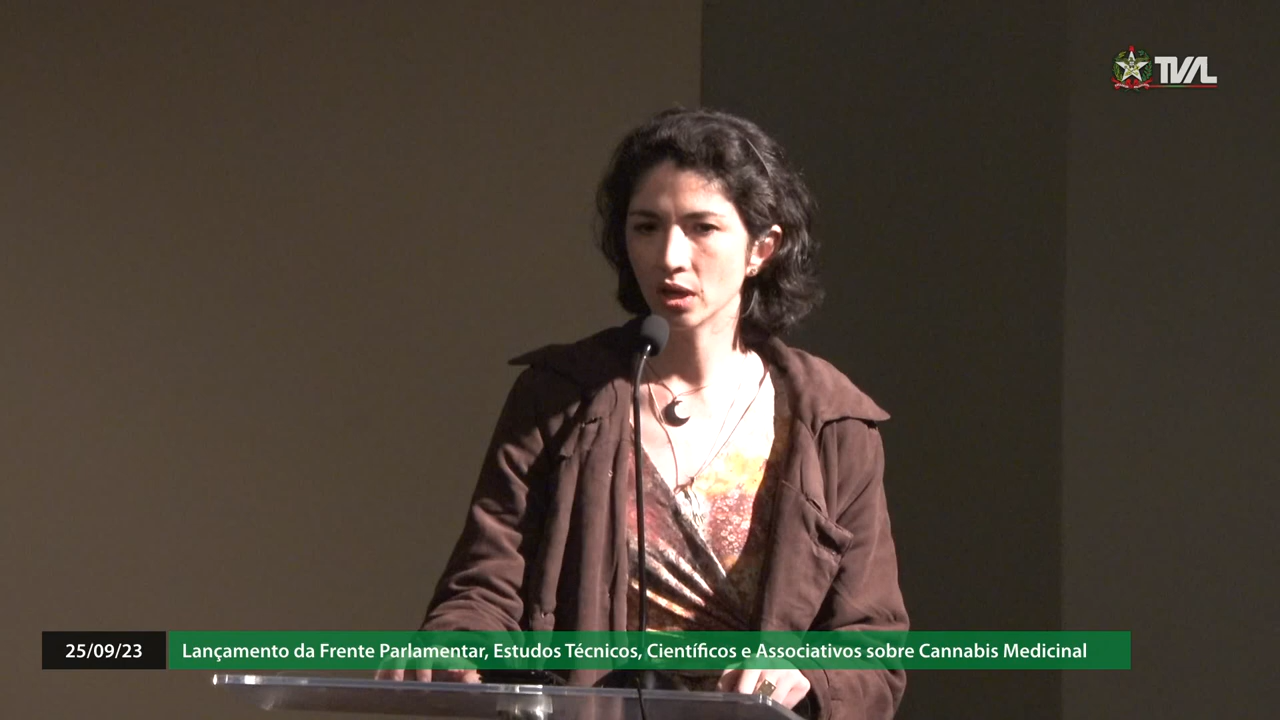 TVAL
25/09/23 Lançamento da Frente Parlamentar, Estudos Técnicos, Científicos e Associativos sobre Cannabis Medicinal